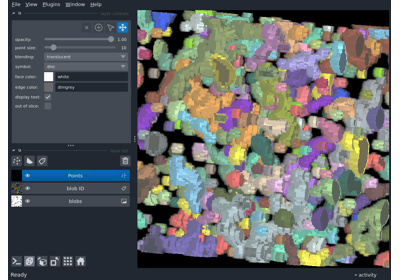 File View Plugins Window Help
opacity: 1.00
point size: 10
blending: translucent
symbol: disc
face color: white
edge color: dimgrey
display text: ✓
out of slice:
Points
blob ID
blobs
Ready
activity